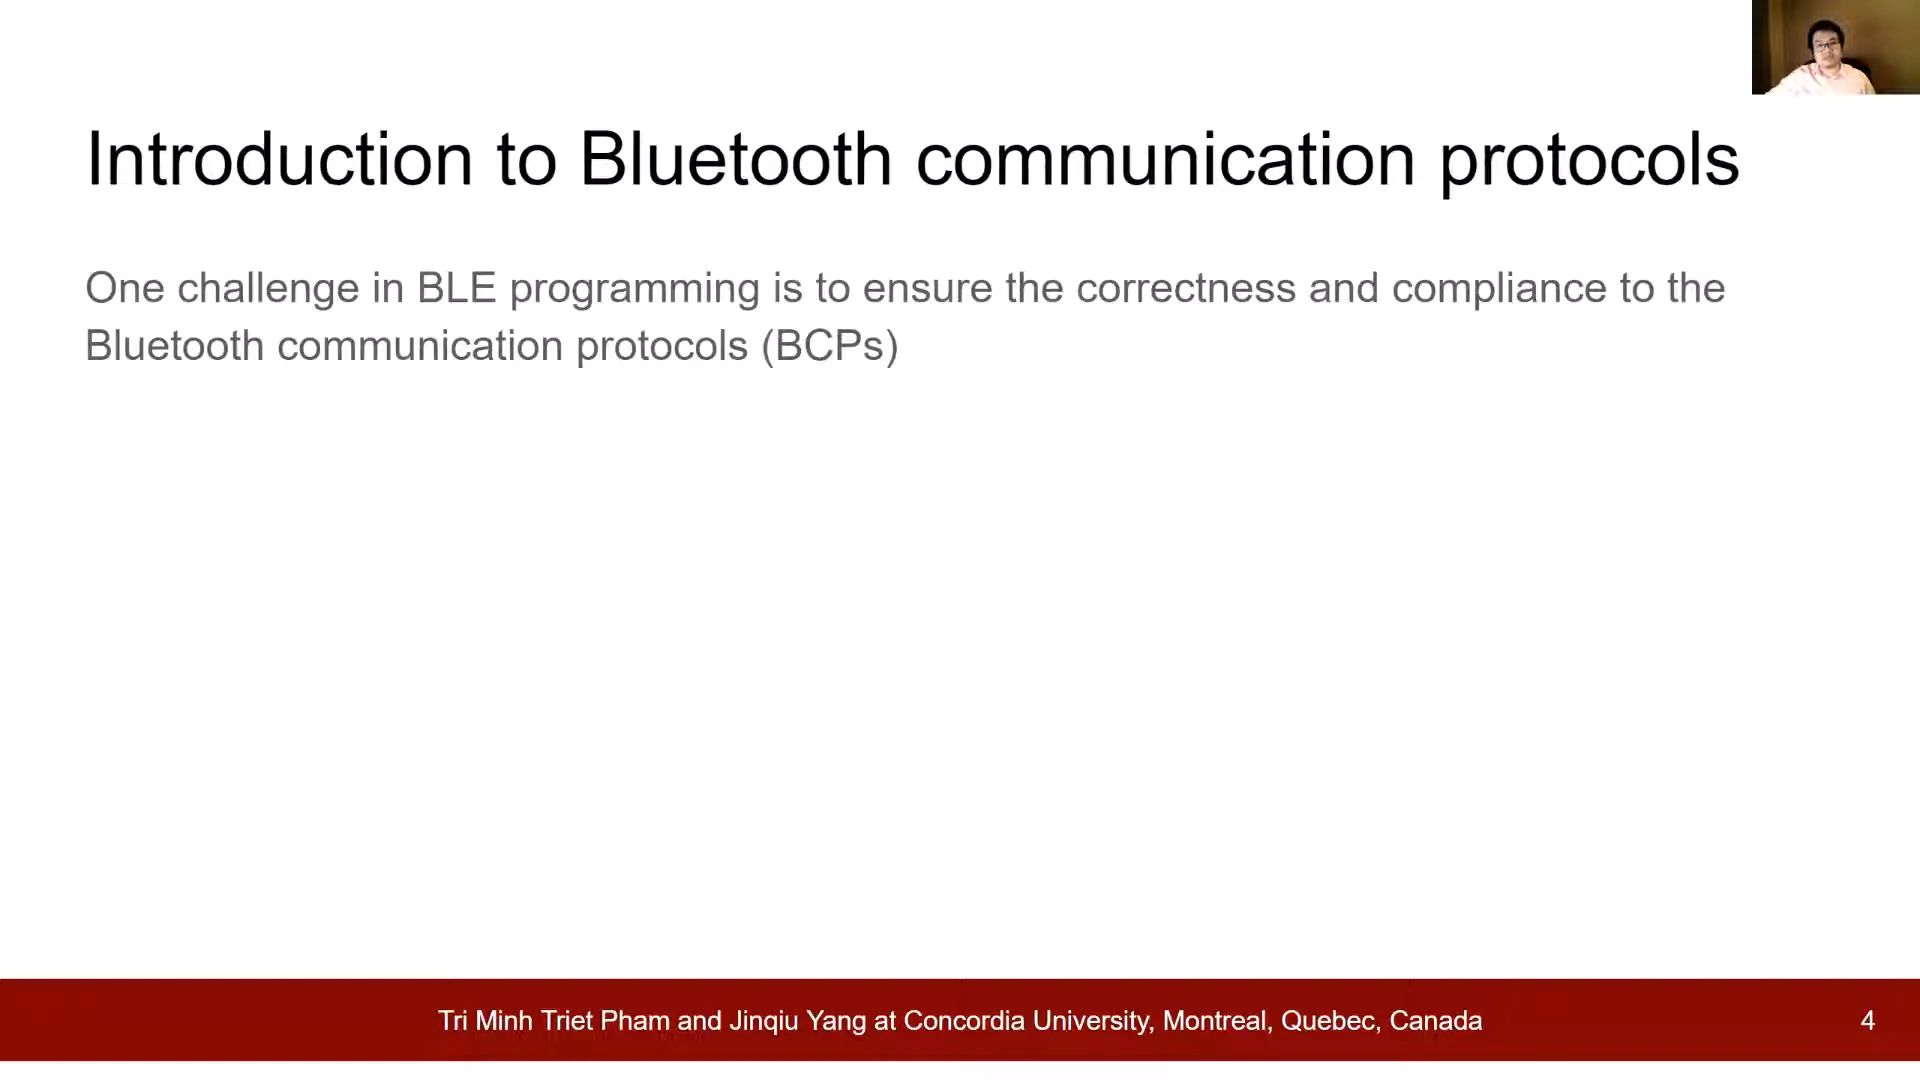 Introduction to Bluetooth communication protocols
One challenge in BLE programming is to ensure the correctness and compliance to the
Bluetooth communication protocols (BCPs)
Tri Minh Triet Pham and Jinqiu Yang at Concordia University, Montreal, Quebec, Canada
4